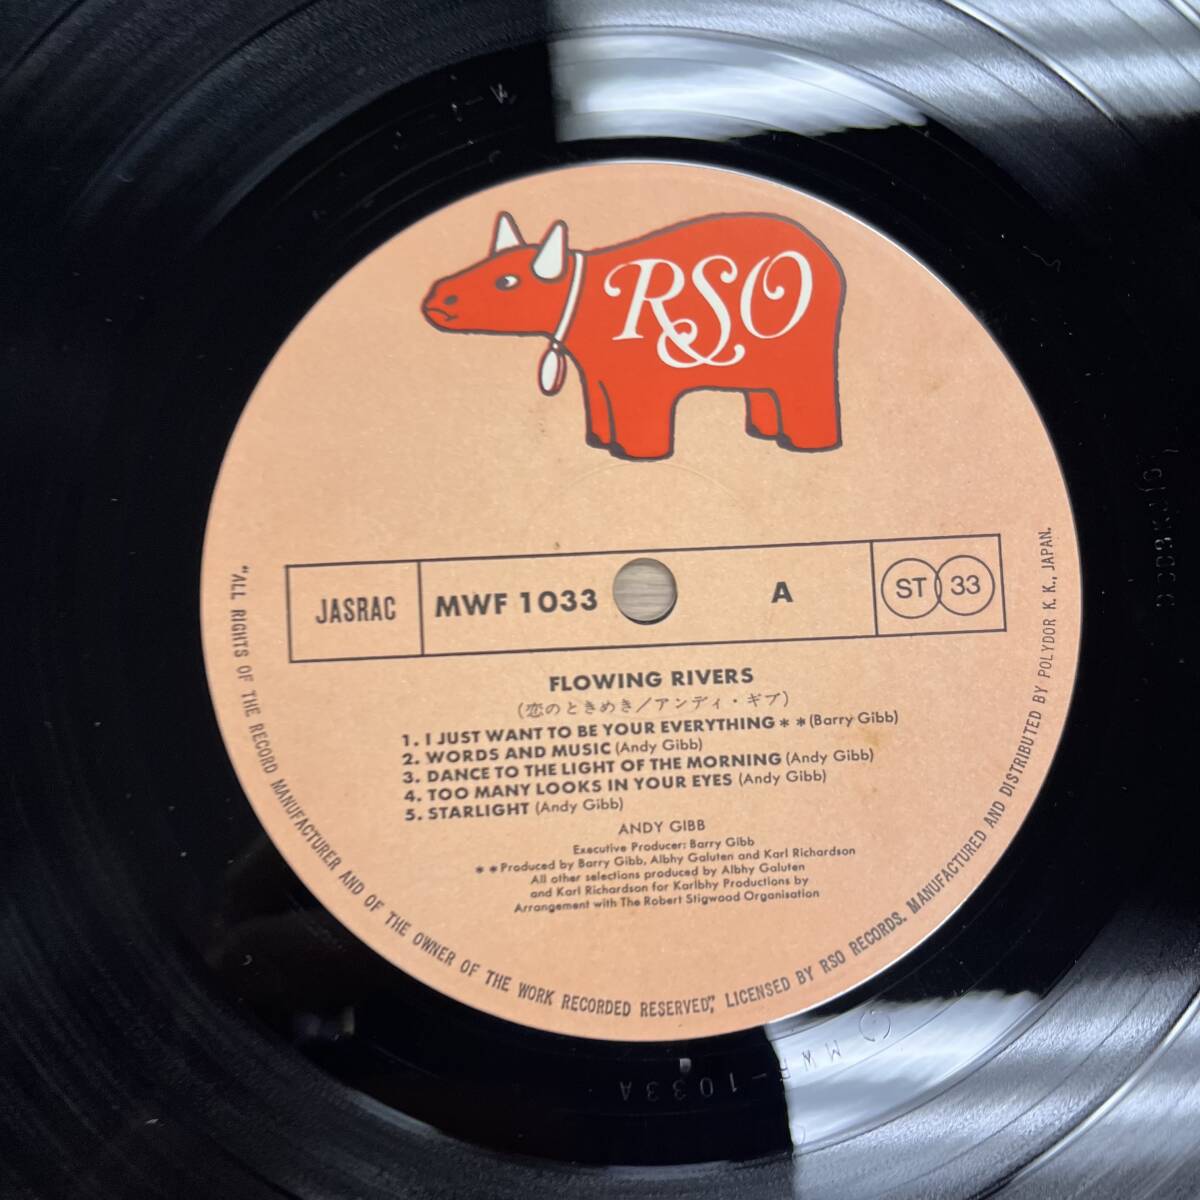 RSO
JASRAC MWF 1033 A ST 33
FLOWING RIVERS
(恋のときめき/アンディ・ギブ)
1. I JUST WANT TO BE YOUR EVERYTHING ** (Barry Gibb)
2. WORDS AND MUSIC (Andy Gibb)
3. DANCE TO THE LIGHT OF THE MORNING (Andy Gibb)
4. TOO MANY LOOKS IN YOUR EYES (Andy Gibb)
5. STARLIGHT (Andy Gibb)
ANDY GIBB
Executive Producer: Barry Gibb
**Produced by Barry Gibb, Albhy Galuten and Karl Richardson
All other selections produced by Albhy Galuten
and Karl Richardson for Karlbhy Productions by
Arrangement with The Robert Stigwood Organisation
"ALL RIGHTS OF THE RECORD MANUFACTURER AND OF THE OWNER OF THE WORK RECORDED RESERVED", LICENSED BY RSO RECORDS. MANUFACTURED AND DISTRIBUTED BY POLYDOR K. K., JAPAN.